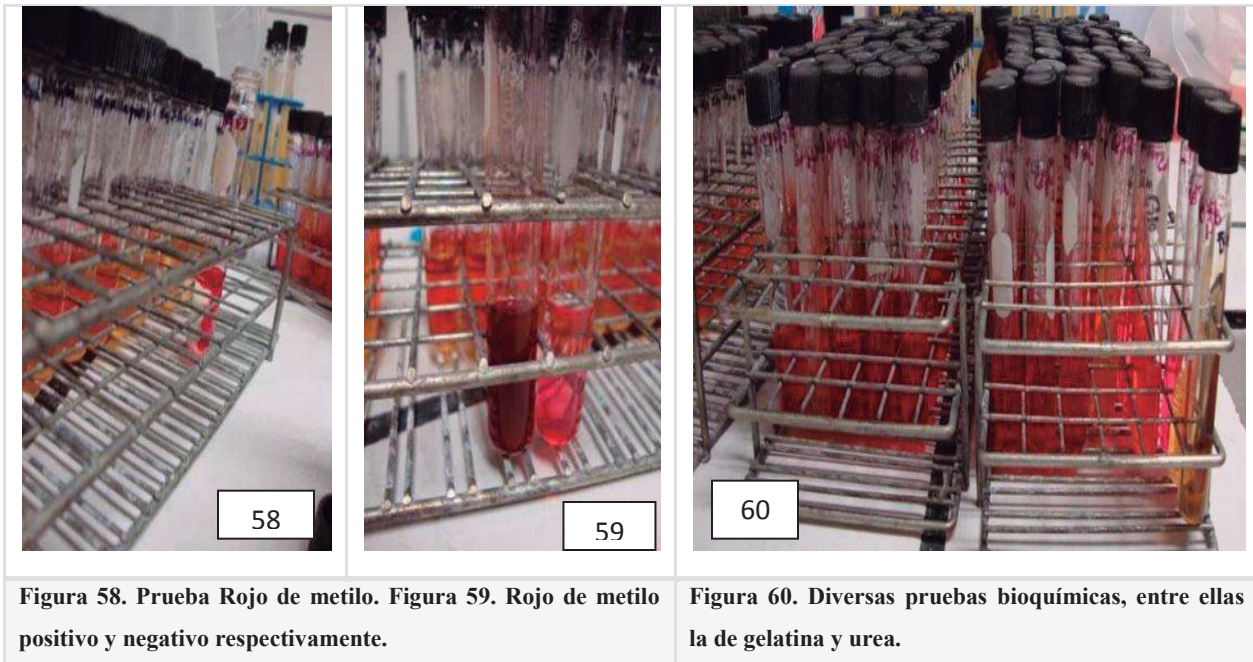 58
59
60
Figura 58. Prueba Rojo de metilo. Figura 59. Rojo de metilo
positivo y negativo respectivamente.
Figura 60. Diversas pruebas bioquímicas, entre ellas
la de gelatina y urea.